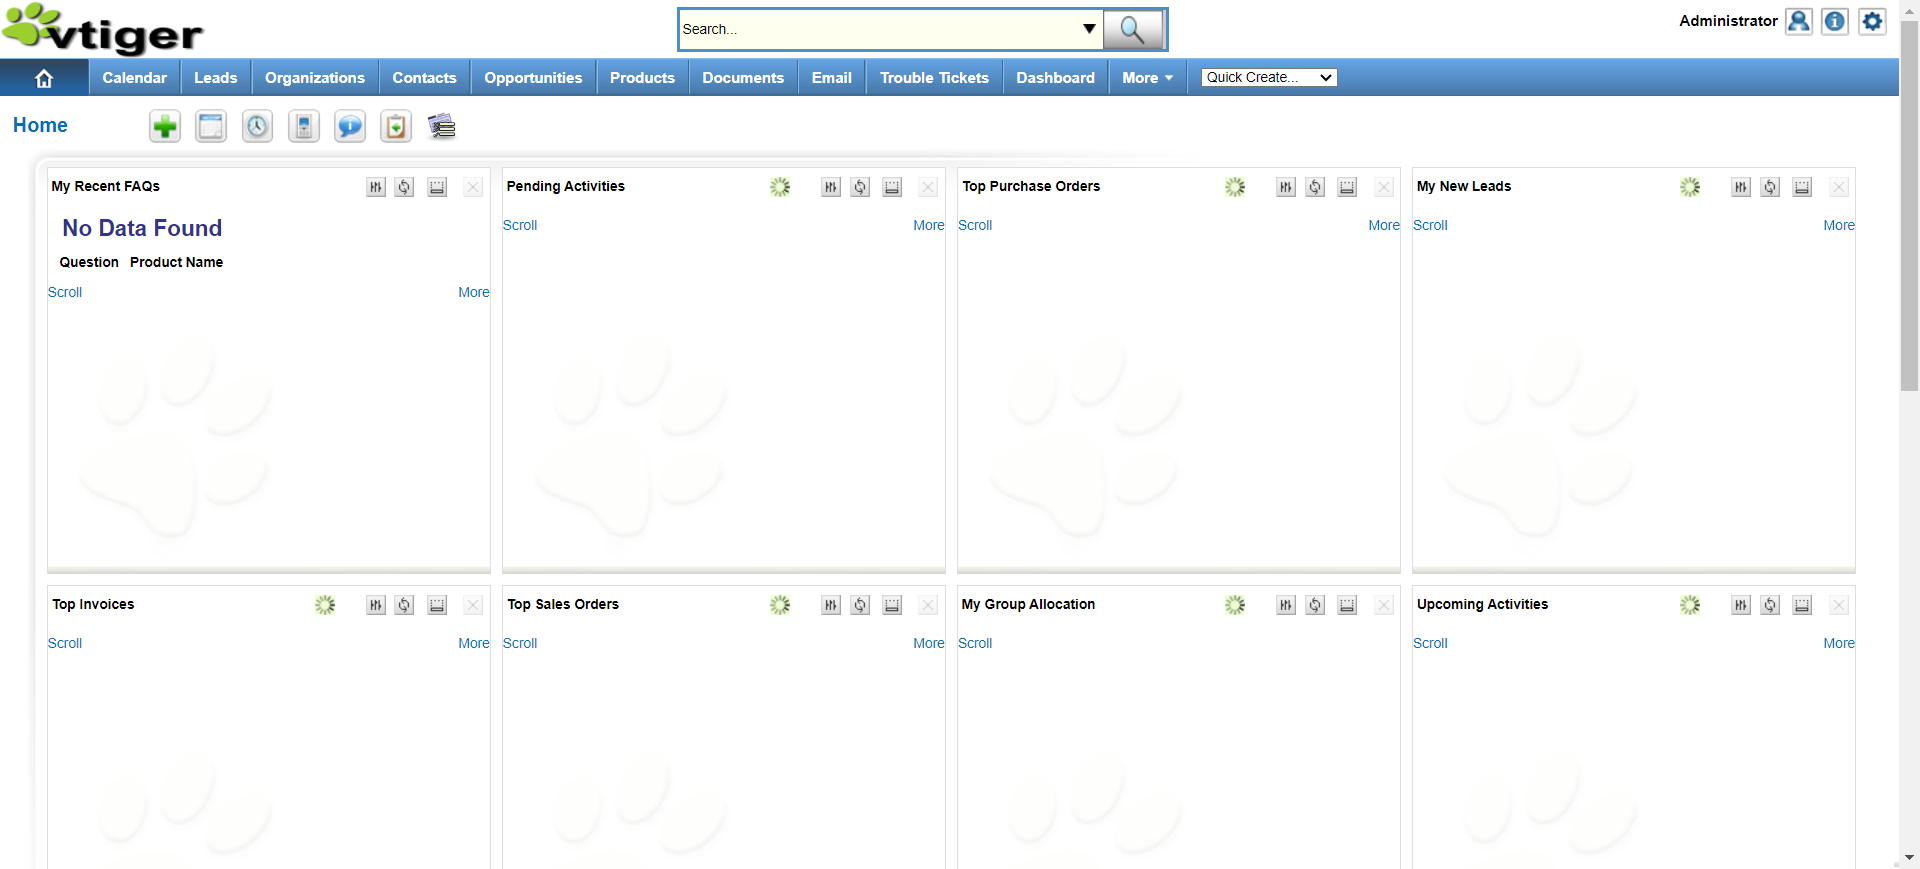 vtiger
Search...
Administrator
Calendar Leads Organizations Contacts Opportunities Products Documents Email Trouble Tickets Dashboard More Quick Create...
Home
My Recent FAQs
No Data Found
Question Product Name
Scroll More
Pending Activities
Scroll More
Top Purchase Orders
Scroll More
My New Leads
Scroll More
Top Invoices
Scroll More
Top Sales Orders
Scroll More
My Group Allocation
Scroll
Upcoming Activities
Scroll More